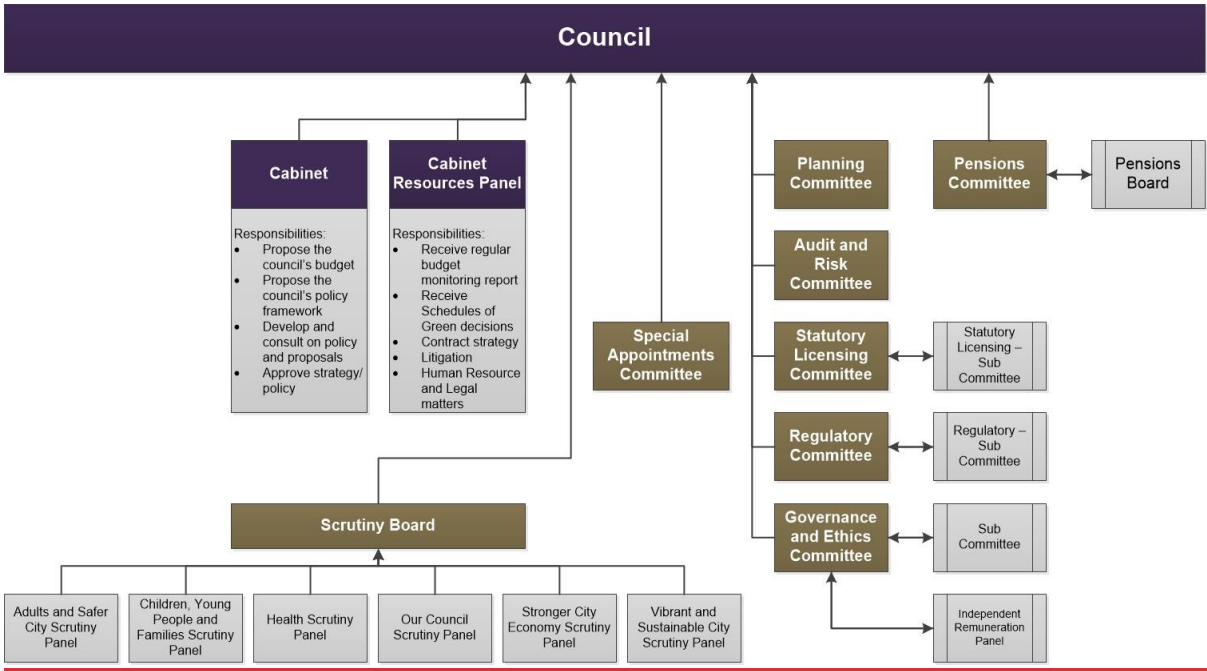 Council
Cabinet
Responsibilities:
• Propose the
council's budget
• Propose the
council's policy
framework
• Develop and
consult on policy
and proposals
• Approve strategy/
policy
Cabinet
Resources Panel
Responsibilities:
• Receive regular
budget
monitoring report
• Receive
Schedules of
Green decisions
• Contract strategy
• Litigation
• Human Resource
and Legal
matters
Special
Appointments
Committee
Planning
Committee
Pensions
Committee
Pensions
Board
Audit and
Risk
Committee
Statutory
Licensing
Committee
Statutory
Licensing –
Sub
Committee
Regulatory
Committee
Regulatory –
Sub
Committee
Governance
and Ethics
Committee
Sub
Committee
Independent
Remuneration
Panel
Scrutiny Board
Adults and Safer
City Scrutiny
Panel
Children, Young
People and
Families Scrutiny
Panel
Health Scrutiny
Panel
Our Council
Scrutiny Panel
Stronger City
Economy Scrutiny
Panel
Vibrant and
Sustainable City
Scrutiny Panel